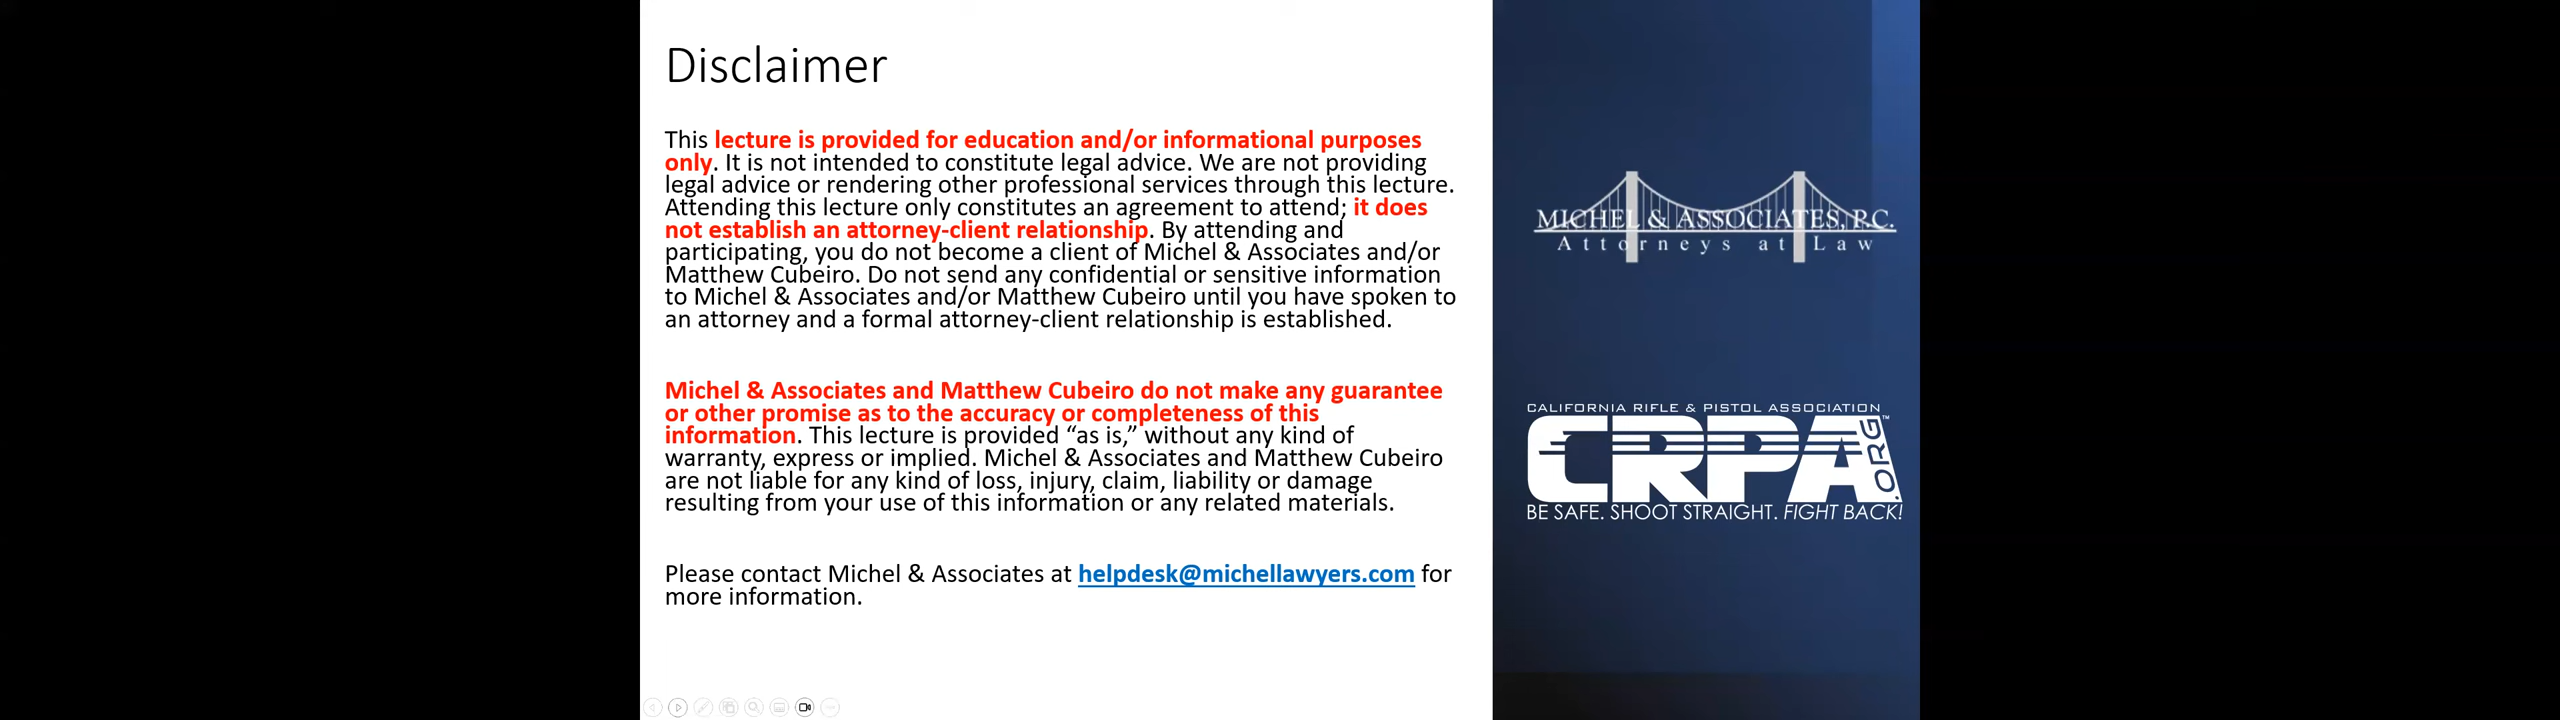 Disclaimer
This lecture is provided for education and/or informational purposes
only. It is not intended to constitute legal advice. We are not providing
legal advice or rendering other professional services through this lecture.
Attending this lecture only constitutes an agreement to attend; it does
not establish an attorney-client relationship. By attending and
participating, you do not become a client of Michel & Associates and/or
Matthew Cubeiro. Do not send any confidential or sensitive information
to Michel & Associates and/or Matthew Cubeiro until you have spoken to
an attorney and a formal attorney-client relationship is established.
Michel & Associates and Matthew Cubeiro do not make any guarantee
or other promise as to the accuracy or completeness of this
information. This lecture is provided “as is,” without any kind of
warranty, express or implied. Michel & Associates and Matthew Cubeiro
are not liable for any kind of loss, injury, claim, liability or damage
resulting from your use of this information or any related materials.
Please contact Michel & Associates at helpdesk@michellawyers.com for
more information.
MICHEL & ASSOCIATES, P.C.
Attorneys at Law
CALIFORNIA RIFLE & PISTOL ASSOCIATION
CRPA.ORG™
BE SAFE. SHOOT STRAIGHT. FIGHT BACK!